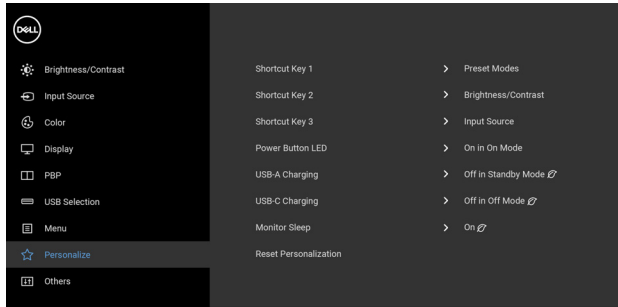 DELL
Brightness/Contrast
Input Source
Color
Display
PBP
USB Selection
Menu
Personalize
Others
Shortcut Key 1 > Preset Modes
Shortcut Key 2 > Brightness/Contrast
Shortcut Key 3 > Input Source
Power Button LED > On in On Mode
USB-A Charging > Off in Standby Mode
USB-C Charging > Off in Off Mode
Monitor Sleep > On
Reset Personalization